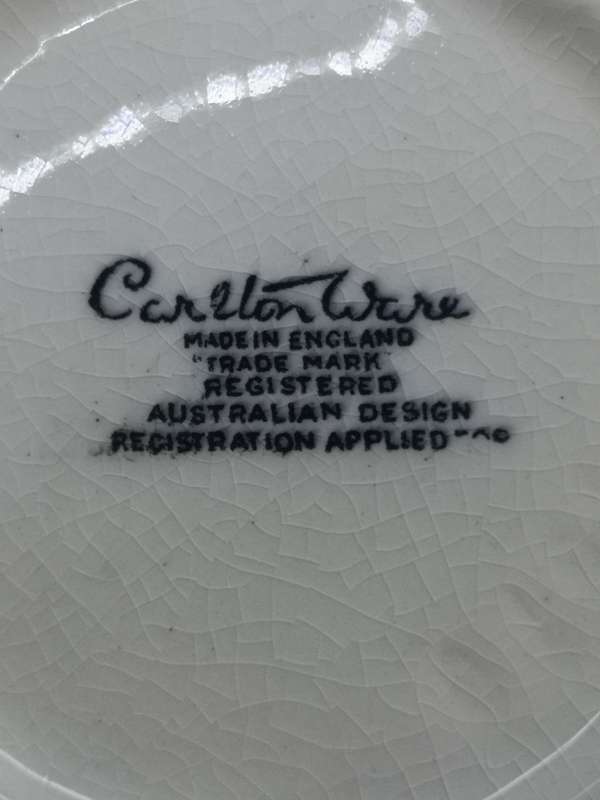 Carlton Ware
MADE IN ENGLAND
"TRADE MARK"
REGISTERED
AUSTRALIAN DESIGN
REGISTRATION APPLIED